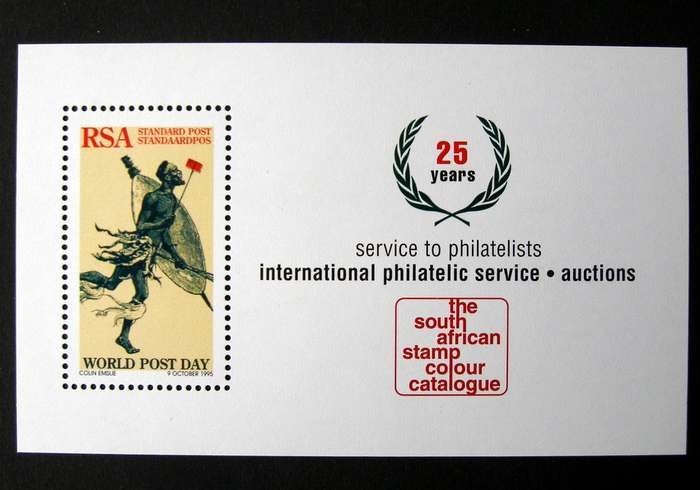 RSA STANDARD POST
STANDAARDPOS
WORLD POST DAY
COLIN EMSLIE 9 OCTOBER 1995
25
years
service to philatelists
international philatelic service • auctions
the
south
african
stamp
colour
catalogue